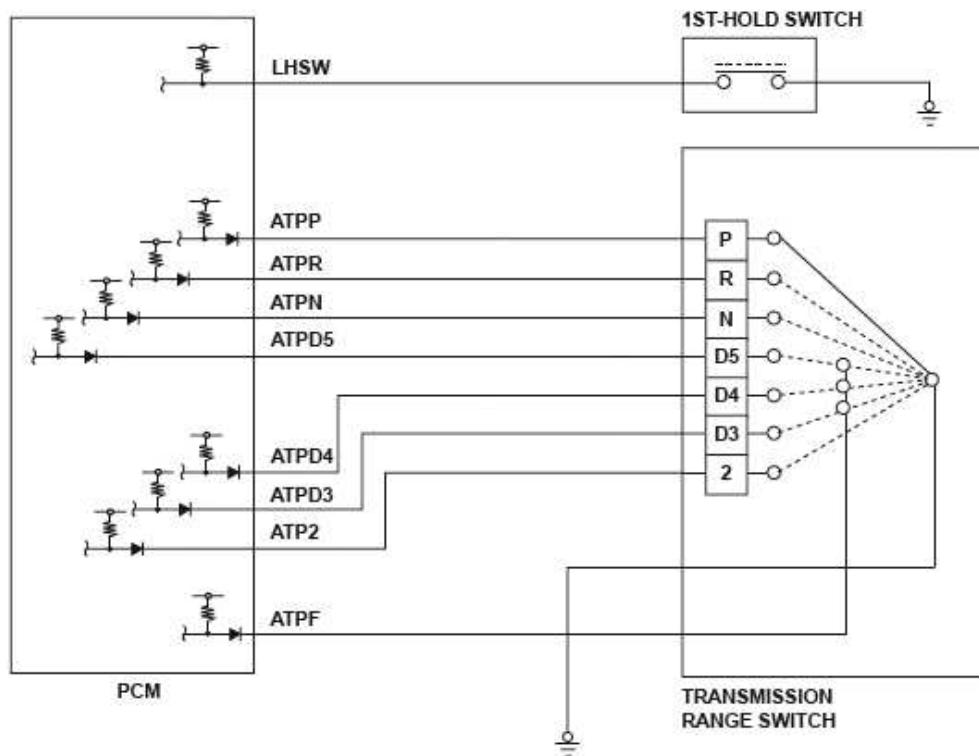 1ST-HOLD SWITCH
LHSW
ATPP
ATPR
ATPN
ATPD5
ATPD4
ATPD3
ATP2
ATPF
P
R
N
D5
D4
D3
2
PCM
TRANSMISSION
RANGE SWITCH